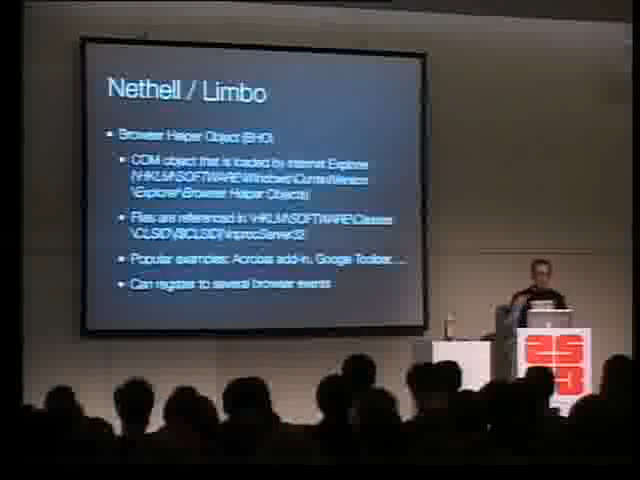 Nethell / Limbo
• Browser Helper Object (BHO)
• COM object that is loaded by Internet Explorer
(\HKLM\SOFTWARE\Windows\CurrentVersion
\Explorer\Browser Helper Objects)
• Files are referenced in \HKLM\SOFTWARE\Classes
\CLSID\$CLSID\InprocServer32
• Popular examples: Acrobat add-in, Google Toolbar...
• Can register to several browser events
25
C3